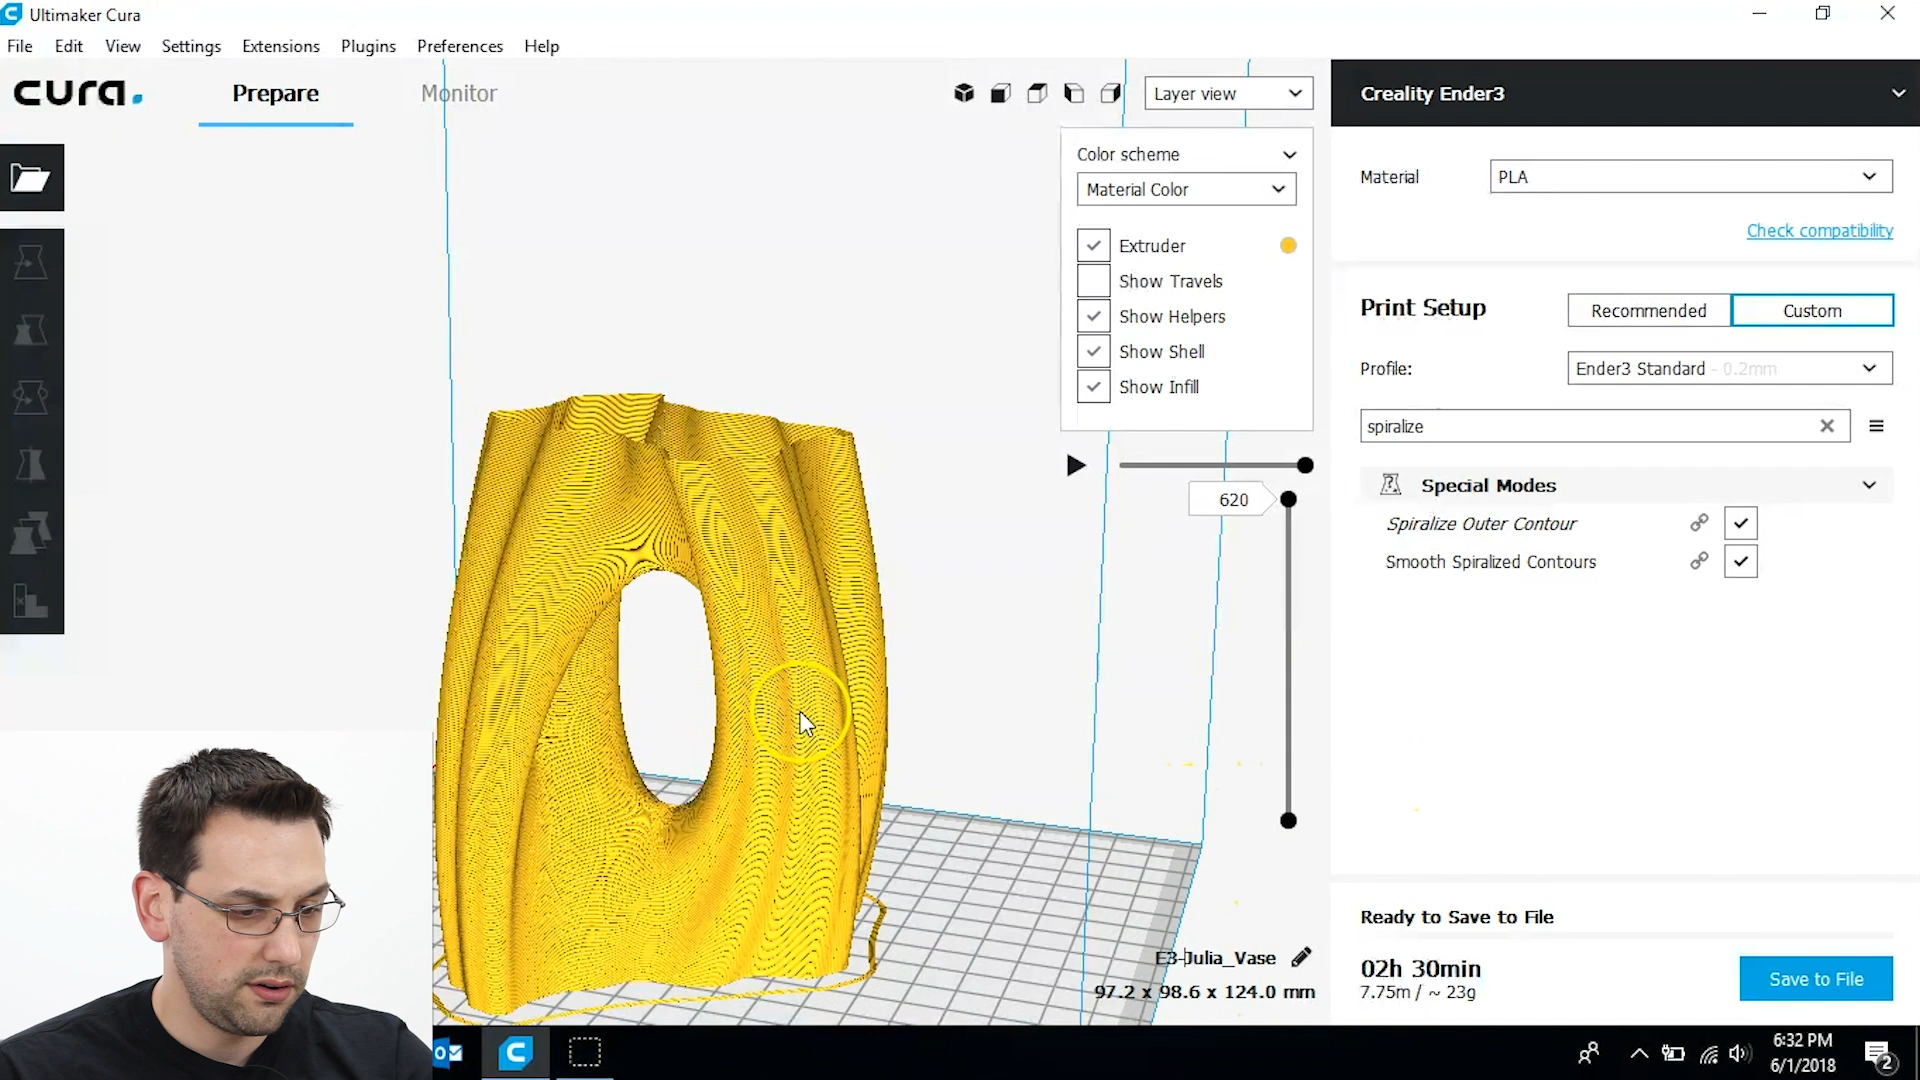 Ultimaker Cura
File Edit View Settings Extensions Plugins Preferences Help
cura. Prepare Monitor
Layer view
Color scheme
Material Color
Extruder
Show Travels
Show Helpers
Show Shell
Show Infill
620
Creality Ender3
Material PLA
Check compatibility
Print Setup Recommended Custom
Profile: Ender3 Standard - 0.2mm
spiralize
Special Modes
Spiralize Outer Contour
Smooth Spiralized Contours
E3-Julia_Vase
97.2 x 98.6 x 124.0 mm
Ready to Save to File
02h 30min
7.75m / ~ 23g
Save to File
6:32 PM
6/1/2018
2